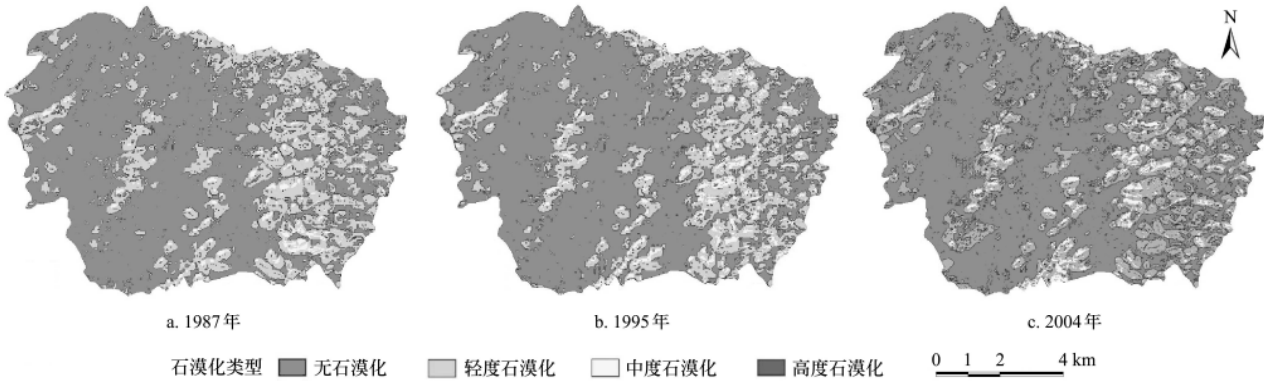 N
a. 1987年
b. 1995年
c. 2004年
石漠化类型 无石漠化 轻度石漠化 中度石漠化 高度石漠化 0 1 2 4 km